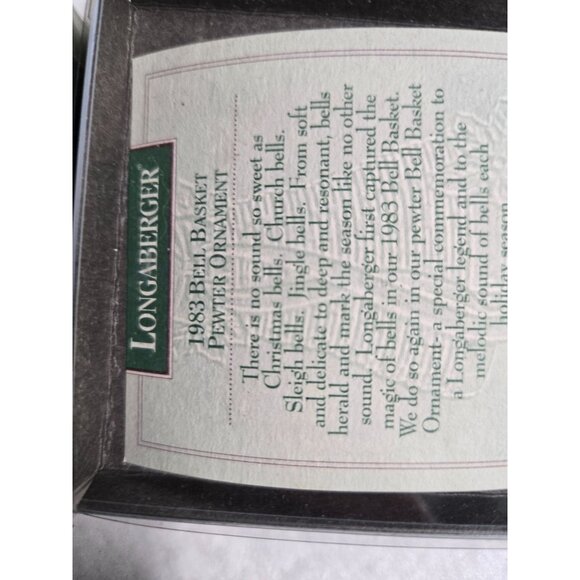 LONGABERGER®
1983 BELL BASKET
PEWTER ORNAMENT
There is no sound so sweet as
Christmas bells. Church bells.
Sleigh bells. Jingle bells. From soft
and delicate to deep and resonant, bells
herald and mark the season like no other
sound. Longaberger first captured the
magic of bells in our 1983 Bell Basket.
We do so again in our pewter Bell Basket
Ornament- a special commemoration to
a Longaberger legend and to the
melodic sound of bells each
holiday season